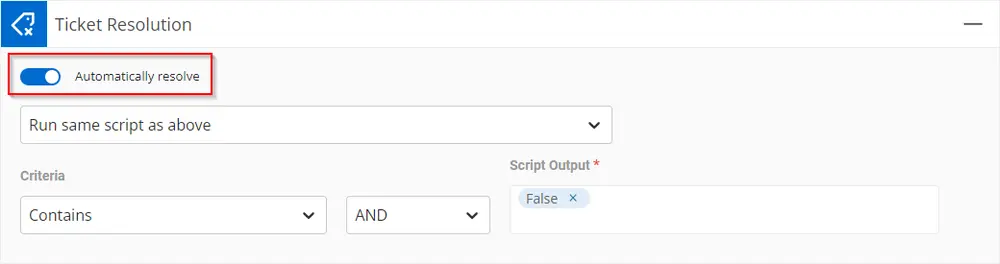 Ticket Resolution
Automatically resolve
Run same script as above
Criteria
Script Output *
Contains
AND
False ×